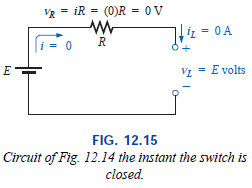 v_R = iR = (0)R = 0 V
i = 0
R
i_L = 0 A
+
E
v_L = E volts
−
FIG. 12.15
Circuit of Fig. 12.14 the instant the switch is
closed.